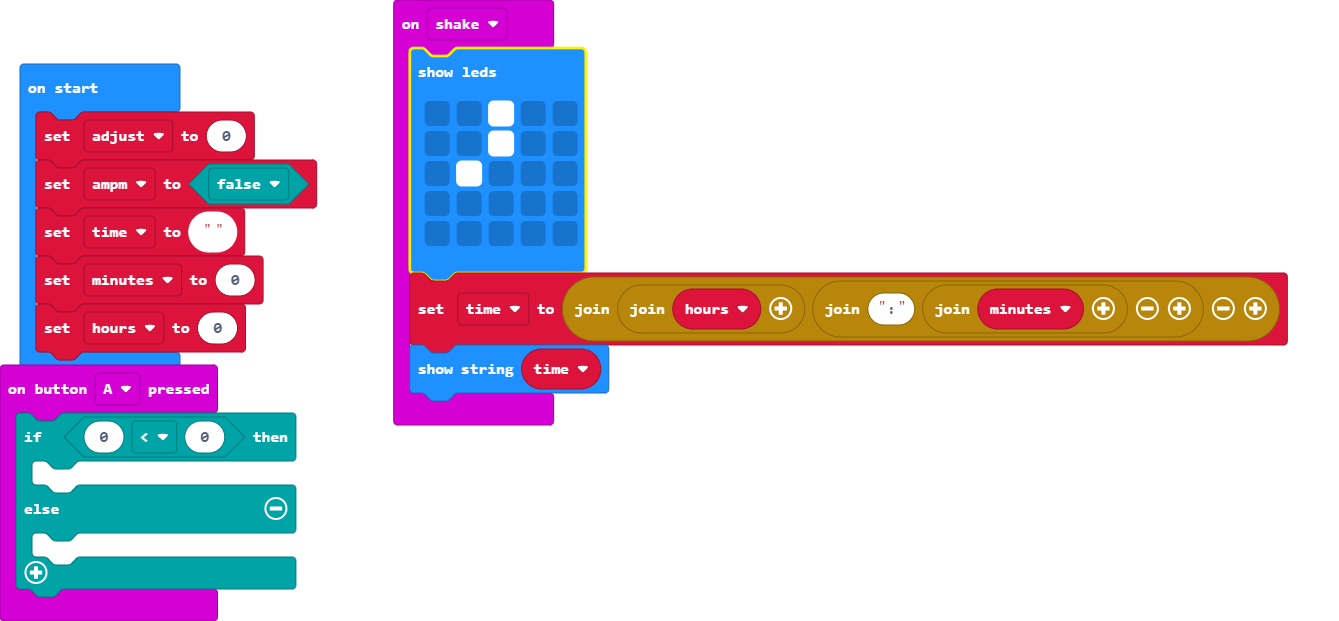 on start
set adjust to 0
set ampm to false
set time to " "
set minutes to 0
set hours to 0
on button A pressed
if 0 < 0 then
else
on shake
show leds
set time to join join hours join ":" join minutes
show string time